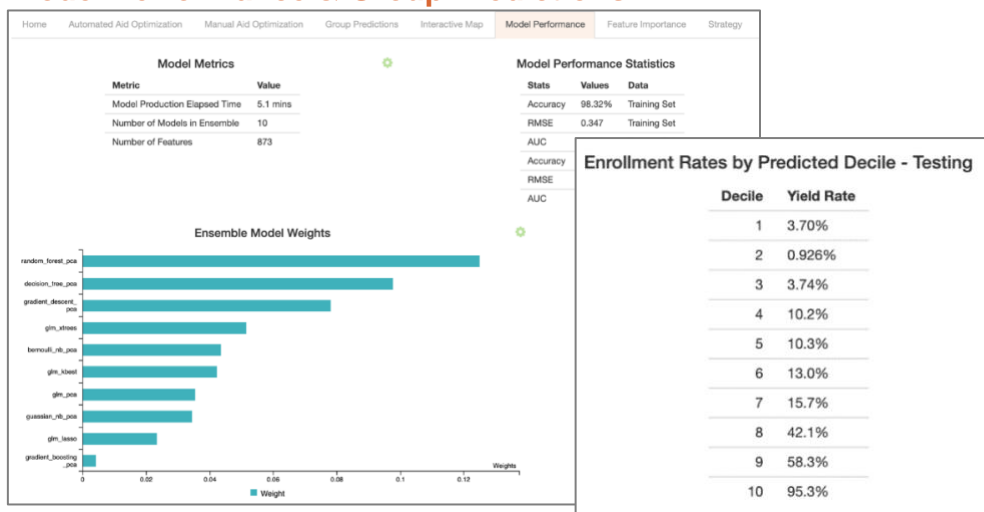 Home Automated Aid Optimization Manual Aid Optimization Group Predictions Interactive Map Model Performance Feature Importance Strategy
Model Metrics
Metric Value
Model Production Elapsed Time 5.1 mins
Number of Models in Ensemble 10
Number of Features 873
Model Performance Statistics
Stats Values Data
Accuracy 98.32% Training Set
RMSE 0.347 Training Set
AUC
Accuracy
RMSE
AUC
Ensemble Model Weights
random_forest_pca
decision_tree_pca
gradient_descent_
pca
glm_xtrees
bernoulli_nb_pca
glm_kbest
glm_pca
guassian_nb_pca
glm_lasso
gradient_boosting
_pca
0 0.02 0.04 0.06 0.08 0.1 0.12
Weights
Weight
Enrollment Rates by Predicted Decile - Testing
Decile Yield Rate
1 3.70%
2 0.926%
3 3.74%
4 10.2%
5 10.3%
6 13.0%
7 15.7%
8 42.1%
9 58.3%
10 95.3%